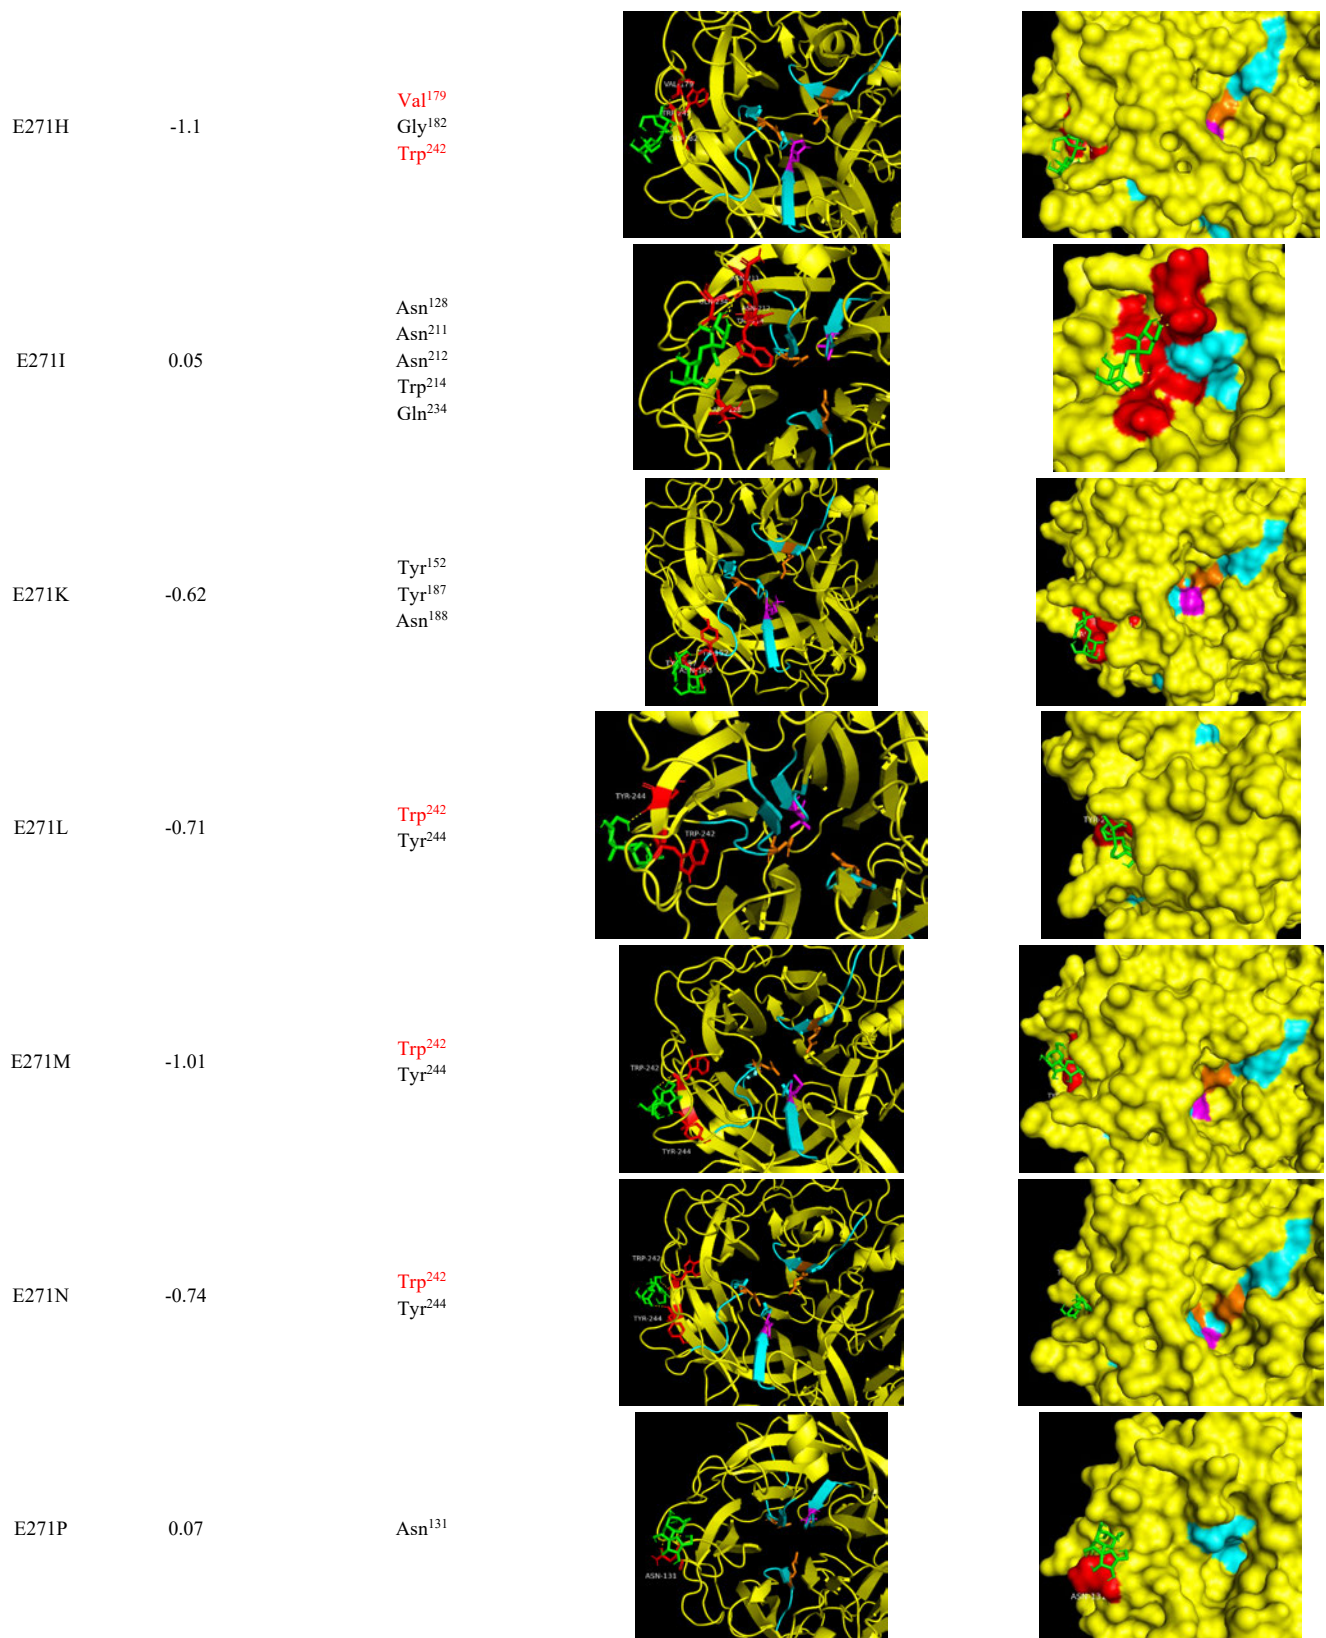 E271H -1.1 Val¹⁷⁹
Gly¹⁸²
Trp²⁴²
VAL-179
E271I 0.05 Asn¹²⁸
Asn²¹¹
Asn²¹²
Trp²¹⁴
Gln²³⁴
E271K -0.62 Tyr¹⁵²
Tyr¹⁸⁷
Asn¹⁸⁸
E271L -0.71 Trp²⁴²
Tyr²⁴⁴
TYR-244
TRP-242
E271M -1.01 Trp²⁴²
Tyr²⁴⁴
TRP-242
TYR-244
E271N -0.74 Trp²⁴²
Tyr²⁴⁴
TRP-242
TYR-244
E271P 0.07 Asn¹³¹
ASN-131